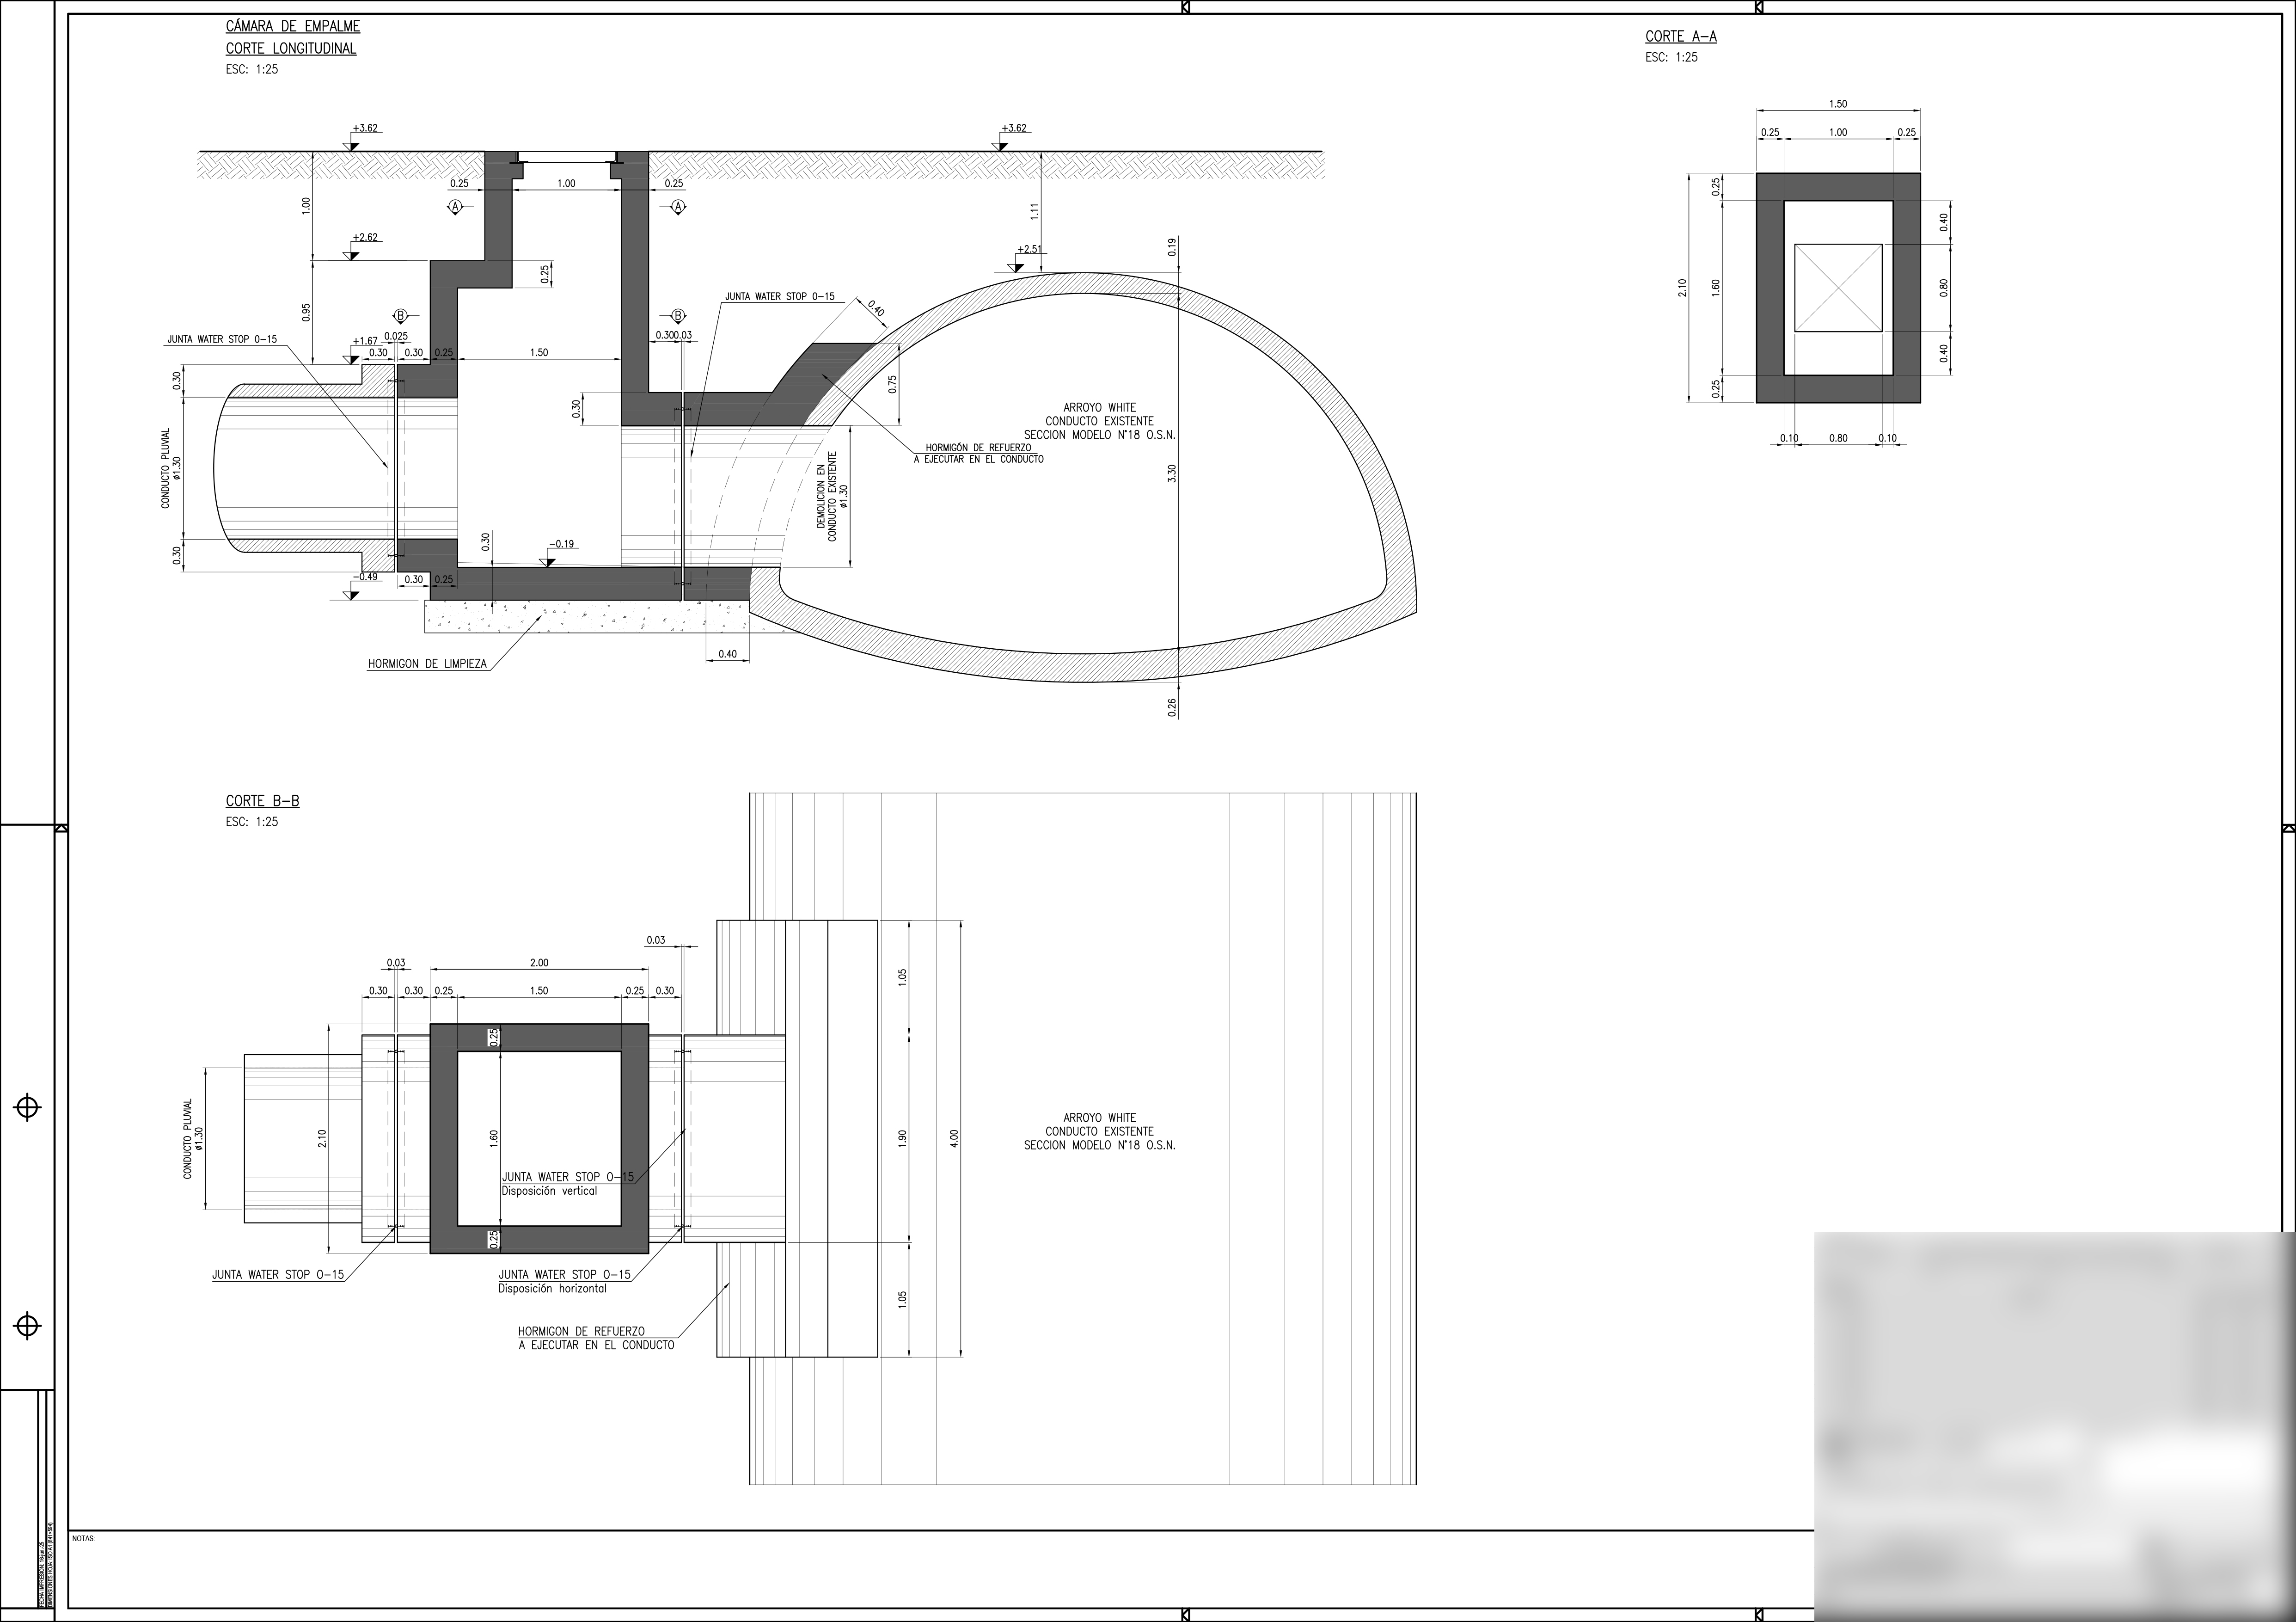 CÁMARA DE EMPALME
CORTE LONGITUDINAL
ESC: 1:25
CORTE A-A
ESC: 1:25
+3.62
+3.62
0.25
1.00
0.25
A
A
1.00
+2.62
0.25
1.11
+2.51
0.19
B
B
0.95
JUNTA WATER STOP O-15
0.40
JUNTA WATER STOP O-15
+1.67
0.025
0.30
0.30
0.25
1.50
0.30
0.03
0.30
0.30
0.75
CONDUCTO PLUVIAL
ø1.30
ARROYO WHITE
CONDUCTO EXISTENTE
SECCION MODELO N°18 O.S.N.
HORMIGÓN DE REFUERZO
A EJECUTAR EN EL CONDUCTO
DEMOLICION EN
CONDUCTO EXISTENTE
ø1.30
3.30
0.30
0.30
-0.19
-0.49
0.30
0.25
HORMIGON DE LIMPIEZA
0.40
0.26
1.50
0.25
1.00
0.25
0.25
2.10
1.60
0.25
0.40
0.80
0.40
0.10
0.80
0.10
CORTE B-B
ESC: 1:25
0.03
0.03
2.00
0.30
0.30
0.25
1.50
0.25
0.30
0.25
1.05
CONDUCTO PLUVIAL
ø1.30
2.10
1.60
1.90
4.00
ARROYO WHITE
CONDUCTO EXISTENTE
SECCION MODELO N°18 O.S.N.
JUNTA WATER STOP O-15
Disposición vertical
0.25
JUNTA WATER STOP O-15
JUNTA WATER STOP O-15
Disposición horizontal
1.05
HORMIGON DE REFUERZO
A EJECUTAR EN EL CONDUCTO
NOTAS: